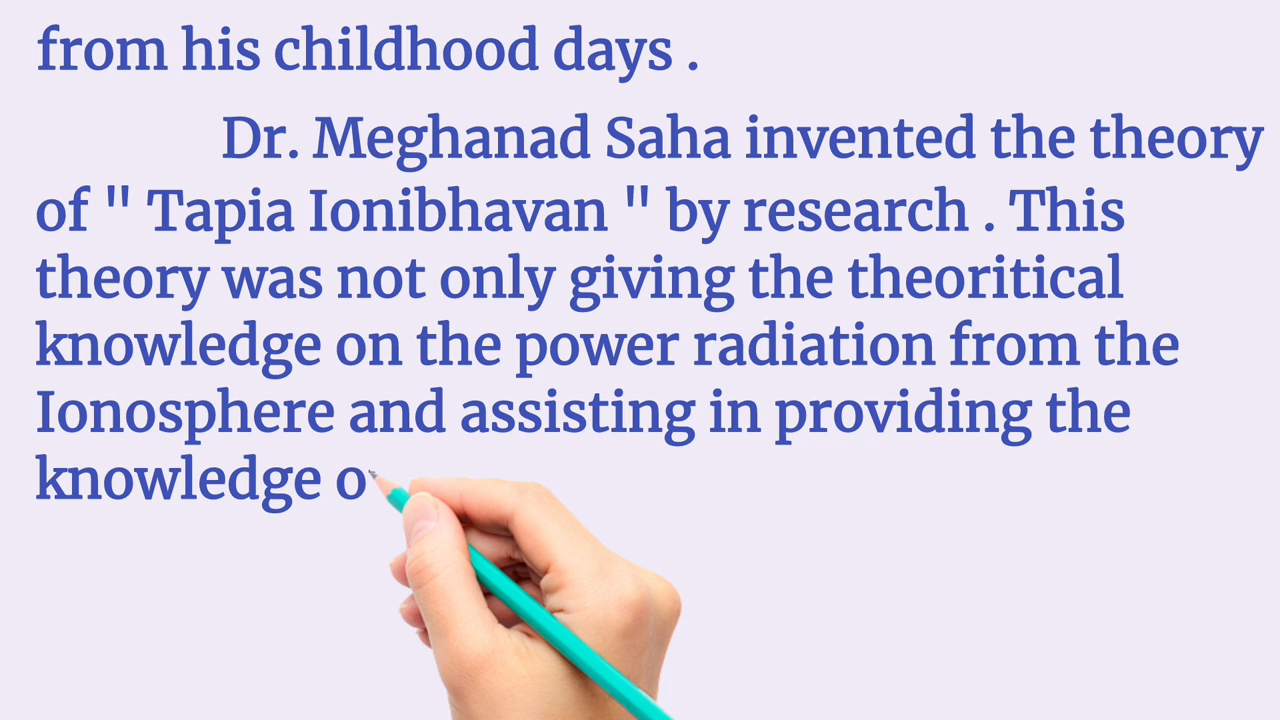 from his childhood days .
Dr. Meghanad Saha invented the theory
of " Tapia Ionibhavan " by research . This
theory was not only giving the theoritical
knowledge on the power radiation from the
Ionosphere and assisting in providing the
knowledge o